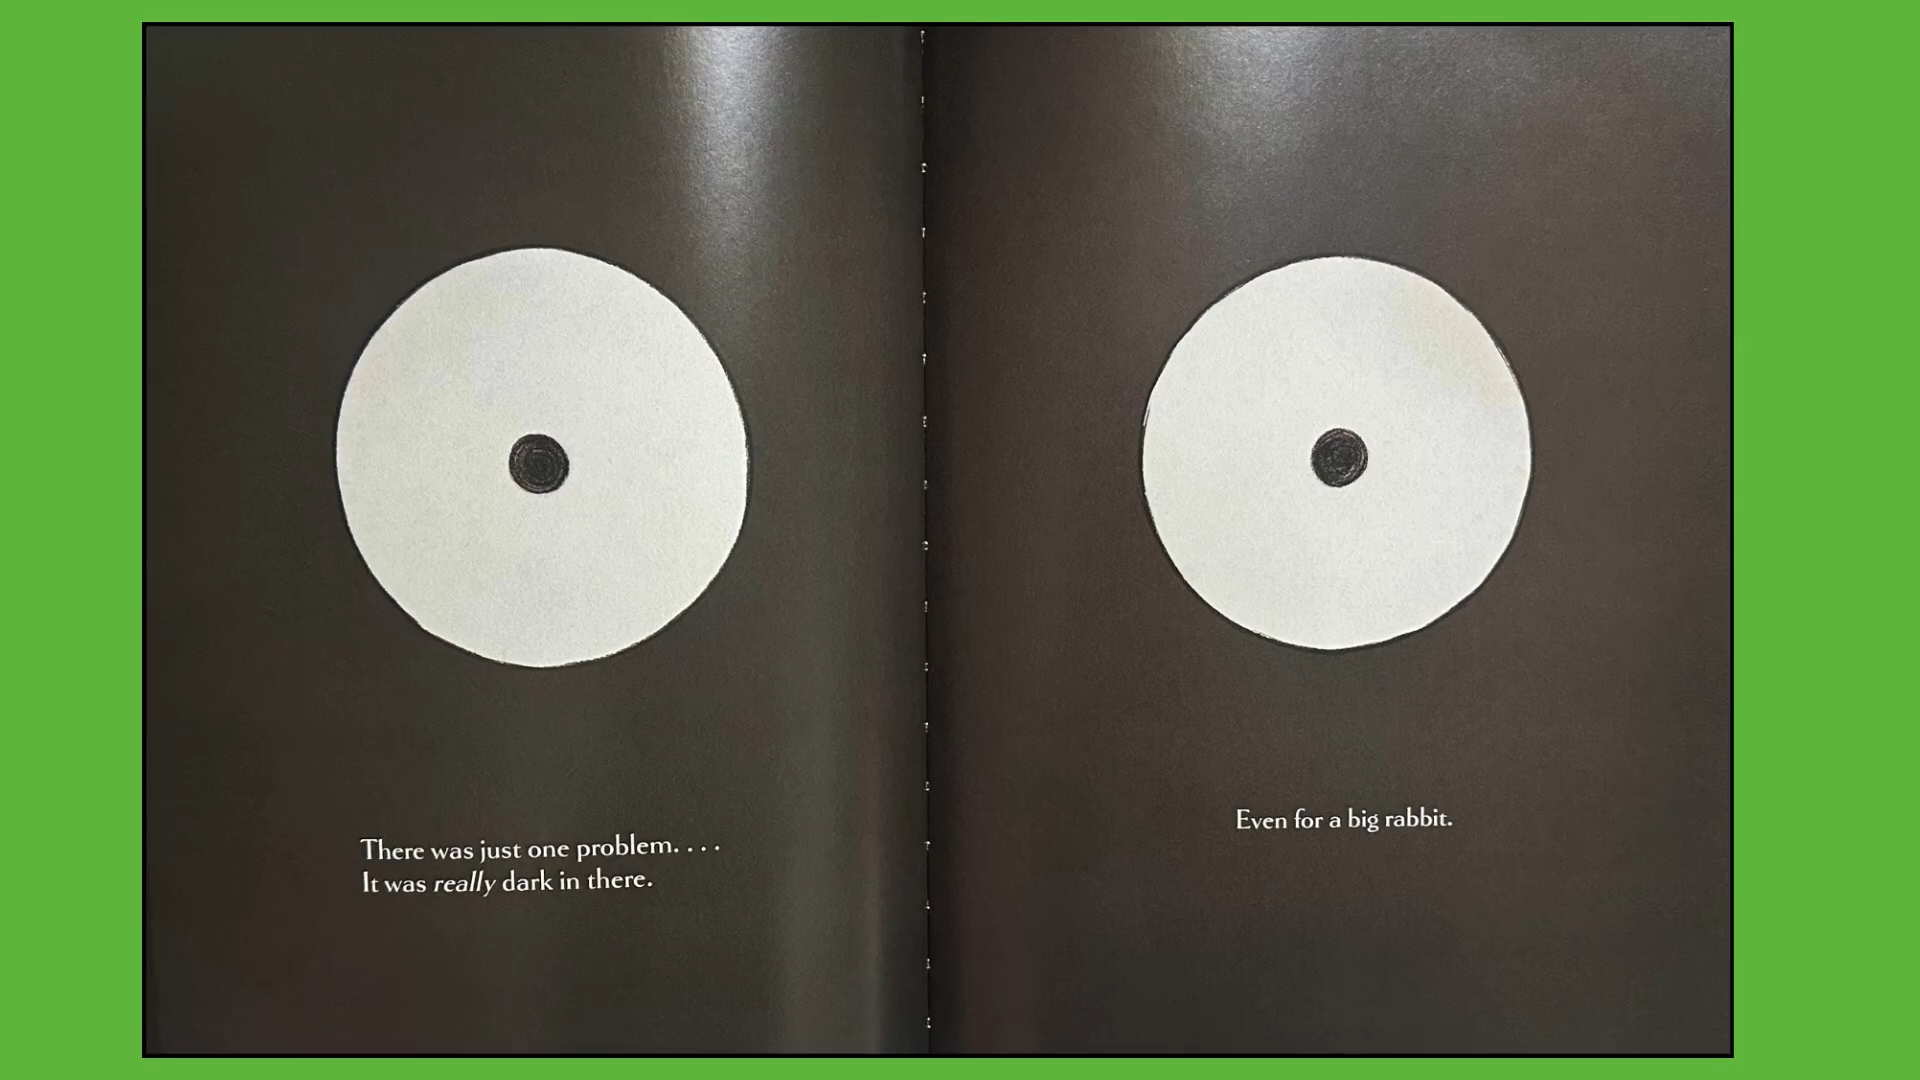 There was just one problem. . . .
It was really dark in there.
Even for a big rabbit.